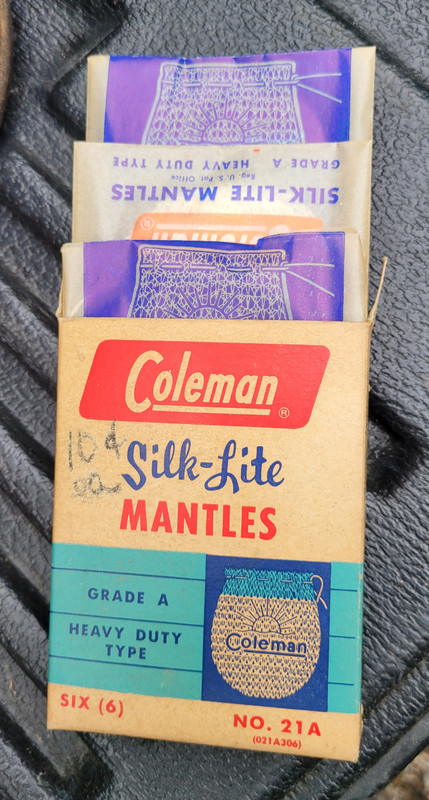 GRADE A HEAVY DUTY TYPE
Reg. U.S. Pat. Office
SILK-LITE MANTLES
Coleman ®
Coleman ®
10¢
ea
Silk-Lite
MANTLES
GRADE A
HEAVY DUTY
TYPE
Coleman
SIX (6)
NO. 21A
(021A306)